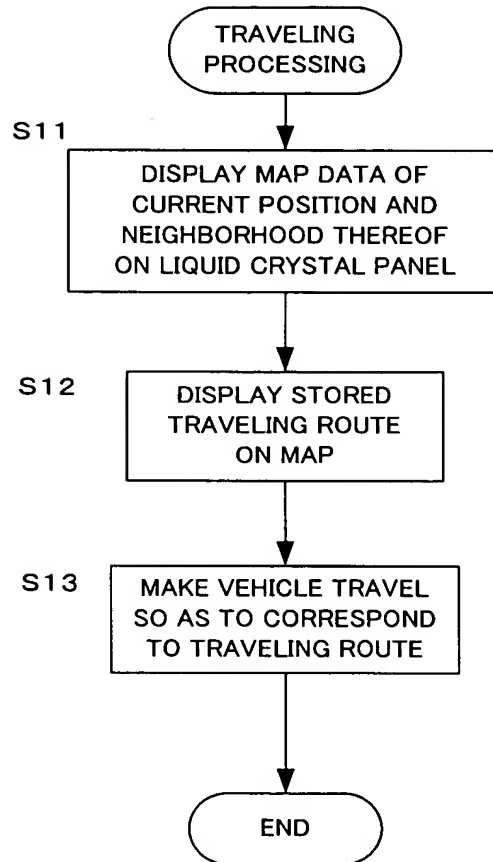 TRAVELING
PROCESSING
S11
DISPLAY MAP DATA OF
CURRENT POSITION AND
NEIGHBORHOOD THEREOF
ON LIQUID CRYSTAL PANEL
S12
DISPLAY STORED
TRAVELING ROUTE
ON MAP
S13
MAKE VEHICLE TRAVEL
SO AS TO CORRESPOND
TO TRAVELING ROUTE
END